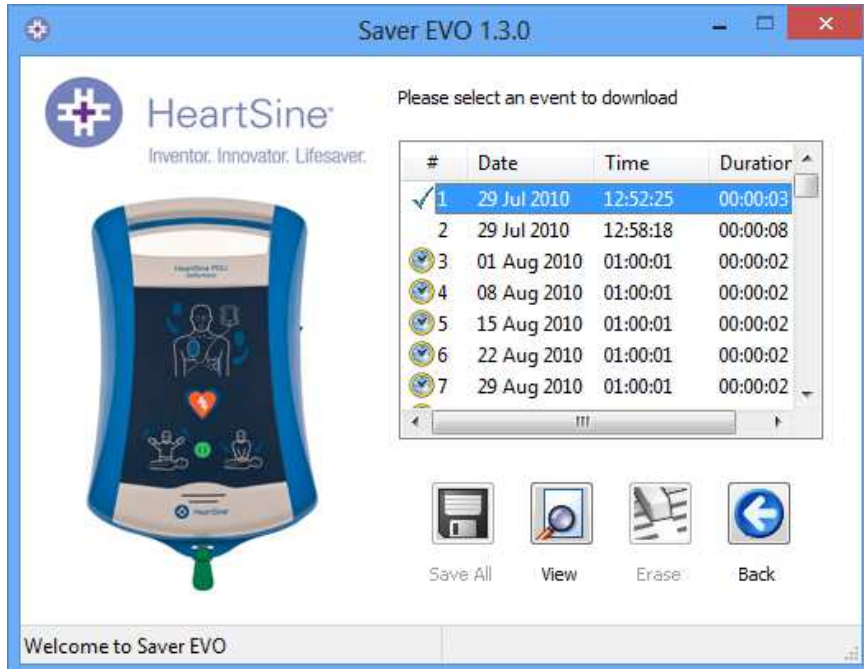 Saver EVO 1.3.0
HeartSine®
Inventor. Innovator. Lifesaver.
Please select an event to download
# Date Time Duration
1 29 Jul 2010 12:52:25 00:00:03
2 29 Jul 2010 12:58:18 00:00:08
3 01 Aug 2010 01:00:01 00:00:02
4 08 Aug 2010 01:00:01 00:00:02
5 15 Aug 2010 01:00:01 00:00:02
6 22 Aug 2010 01:00:01 00:00:02
7 29 Aug 2010 01:00:01 00:00:02
HeartSine PDU
HeartSine
Save All View Erase Back
Welcome to Saver EVO